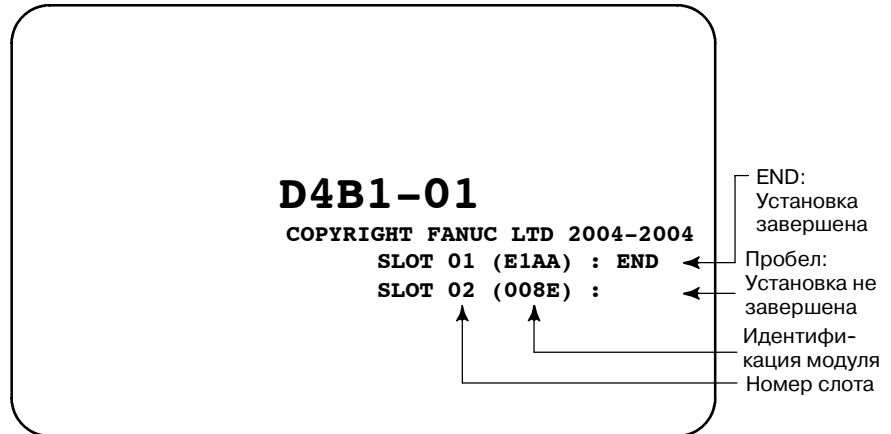 D4B1-01
COPYRIGHT FANUC LTD 2004-2004
SLOT 01 (E1AA) : END
SLOT 02 (008E) :
END:
Установка
завершена
Пробел:
Установка не
завершена
Идентифи-
кация модуля
Номер слота